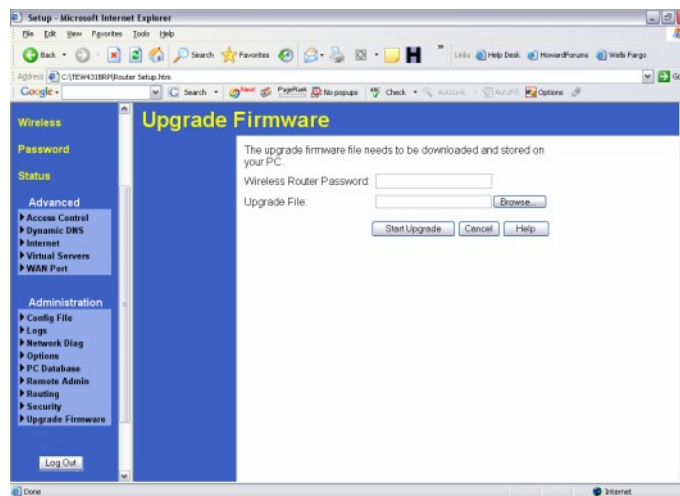 Setup - Microsoft Internet Explorer
File Edit View Favorites Tools Help
Back Search Favorites H " Links Help Desk HowardForums Wells Fargo
Address C:\TEW431BRP\Router Setup.htm Go
Google - Search New! PageRank No popups Check AutoLink AutoFill Options
Wireless
Password
Status
Advanced
Access Control
Dynamic DNS
Internet
Virtual Servers
WAN Port
Administration
Config File
Logs
Network Diag
Options
PC Database
Remote Admin
Routing
Security
Upgrade Firmware
Log Out
Upgrade Firmware
The upgrade firmware file needs to be downloaded and stored on
your PC.
Wireless Router Password:
Upgrade File: Browse...
Start Upgrade Cancel Help
Done Internet